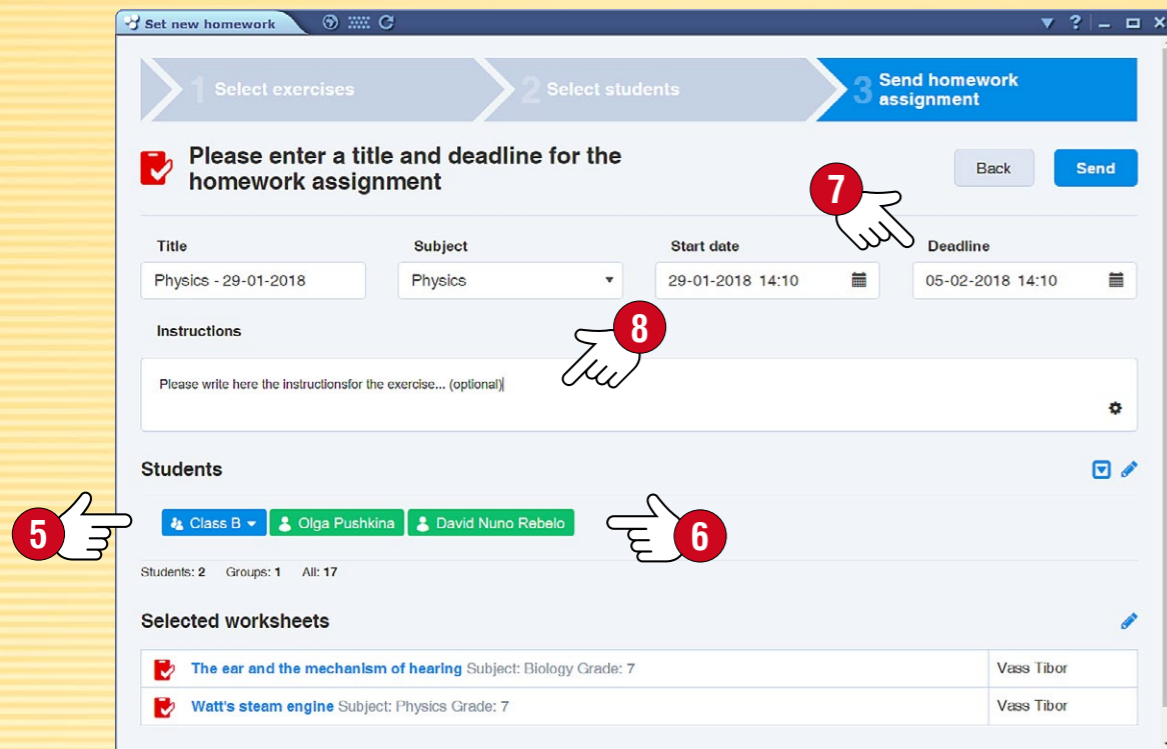 Set new homework
?
1 Select exercises
2 Select students
3 Send homework
assignment
Please enter a title and deadline for the
homework assignment
Back
Send
7
Title
Subject
Start date
Deadline
Physics - 29-01-2018
Physics
29-01-2018 14:10
05-02-2018 14:10
Instructions
8
Please write here the instructionsfor the exercise... (optional)
Students
5
Class B
Olga Pushkina
David Nuno Rebelo
6
Students: 2 Groups: 1 All: 17
Selected worksheets
The ear and the mechanism of hearing Subject: Biology Grade: 7
Vass Tibor
Watt's steam engine Subject: Physics Grade: 7
Vass Tibor